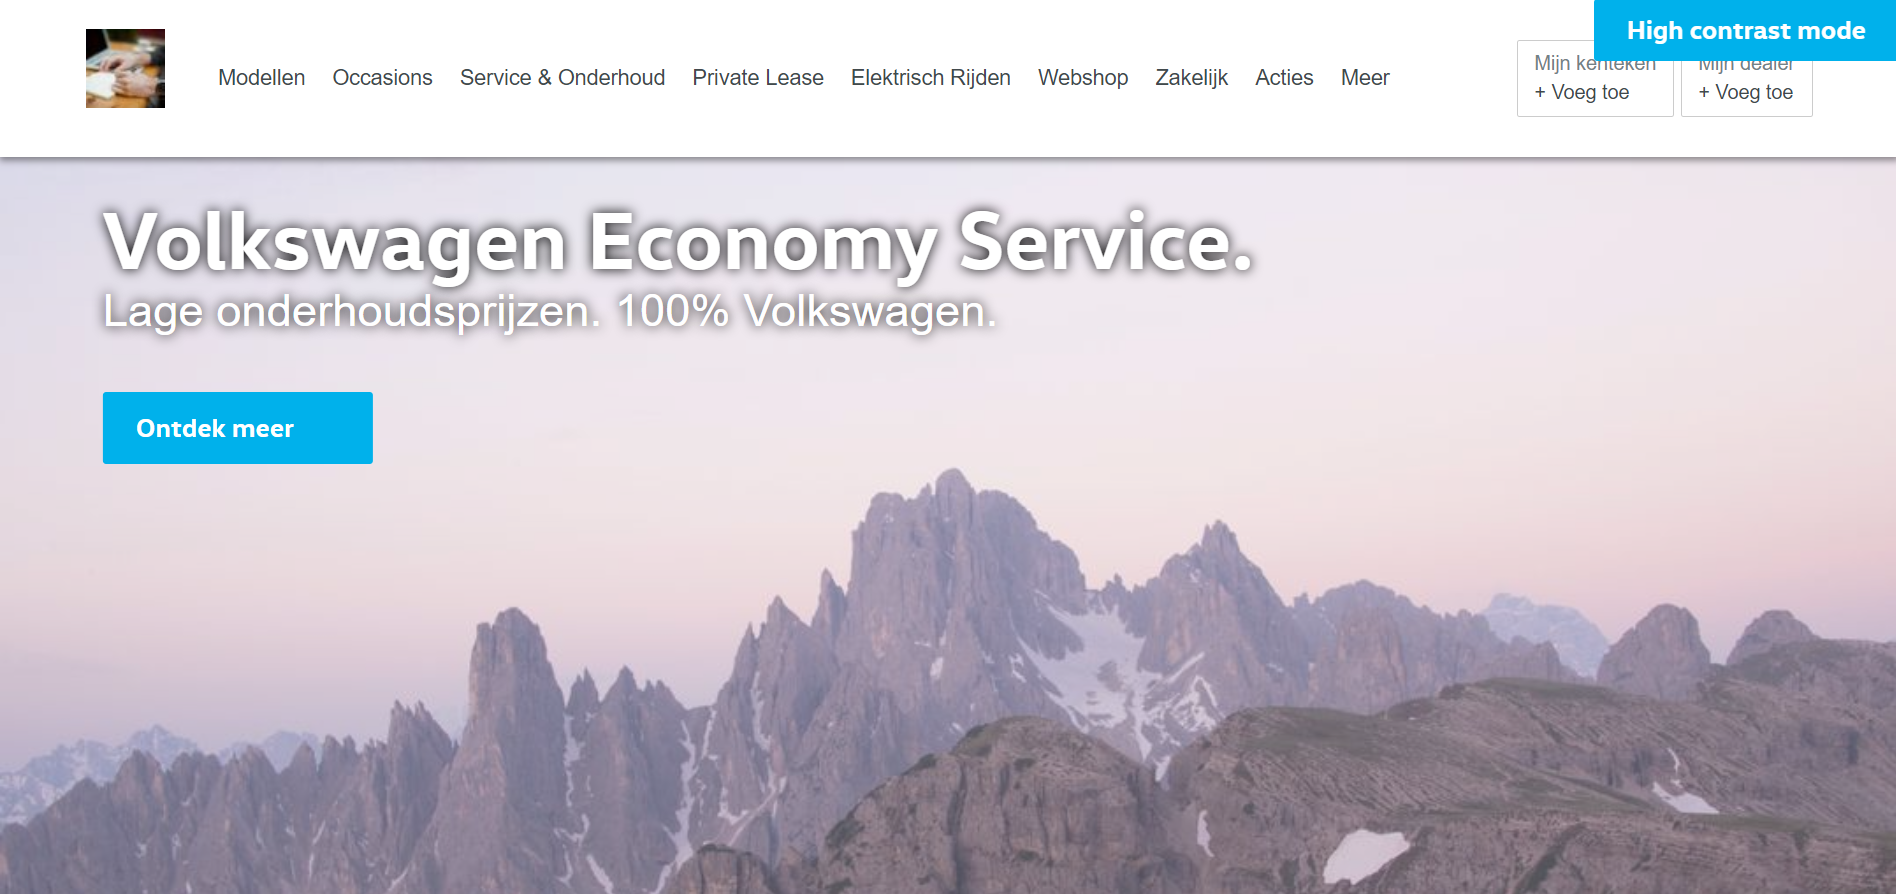 High contrast mode
Modellen Occasions Service & Onderhoud Private Lease Elektrisch Rijden Webshop Zakelijk Acties Meer
Mijn kenteken Mijn dealer
+ Voeg toe + Voeg toe
Volkswagen Economy Service.
Lage onderhoudsprijzen. 100% Volkswagen.
Ontdek meer